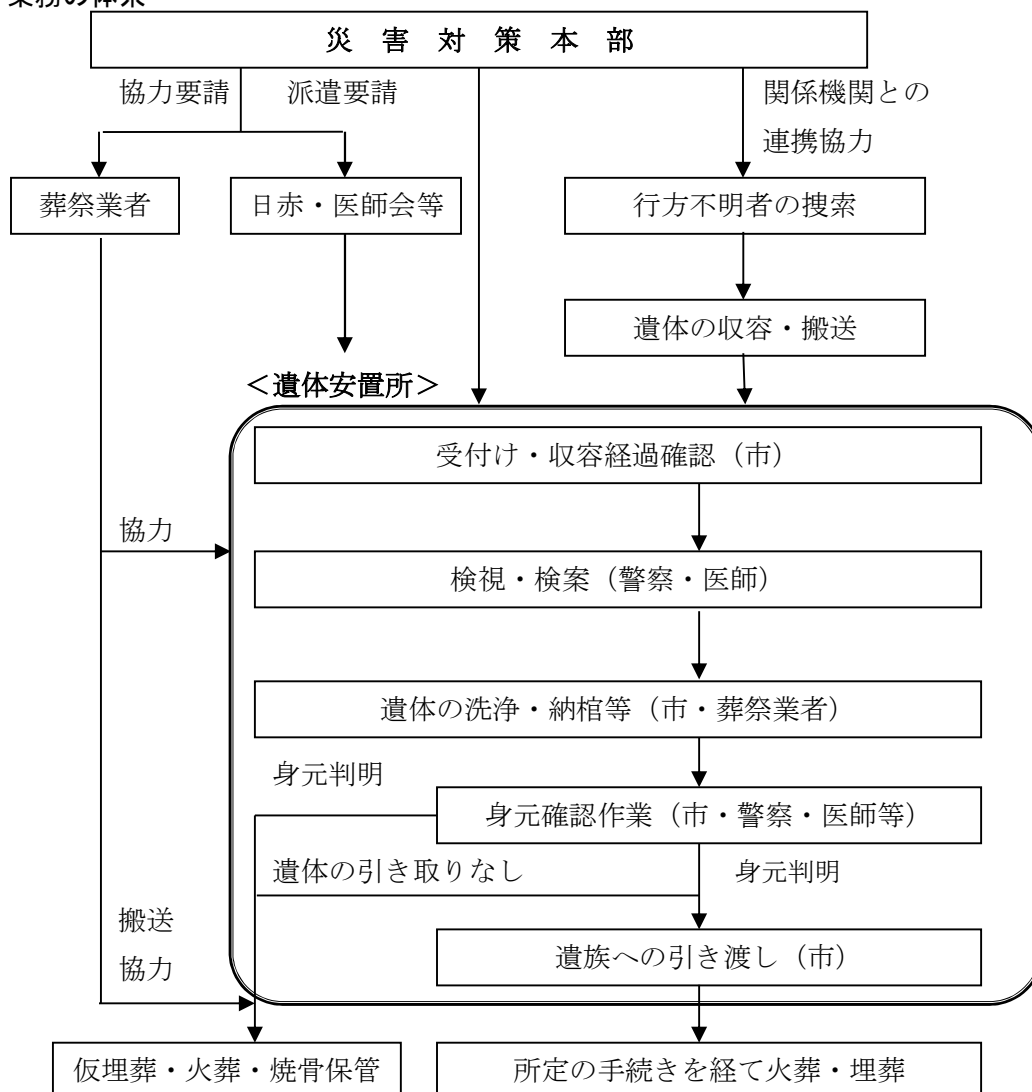 災害対策本部
協力要請 派遣要請 関係機関との
連携協力
葬祭業者 日赤・医師会等 行方不明者の捜索
遺体の収容・搬送
＜遺体安置所＞
受付け・収容経過確認（市）
協力
検視・検案（警察・医師）
遺体の洗浄・納棺等（市・葬祭業者）
身元判明
身元確認作業（市・警察・医師等）
遺体の引き取りなし 身元判明
搬送
協力
遺族への引き渡し（市）
仮埋葬・火葬・焼骨保管 所定の手続きを経て火葬・埋葬